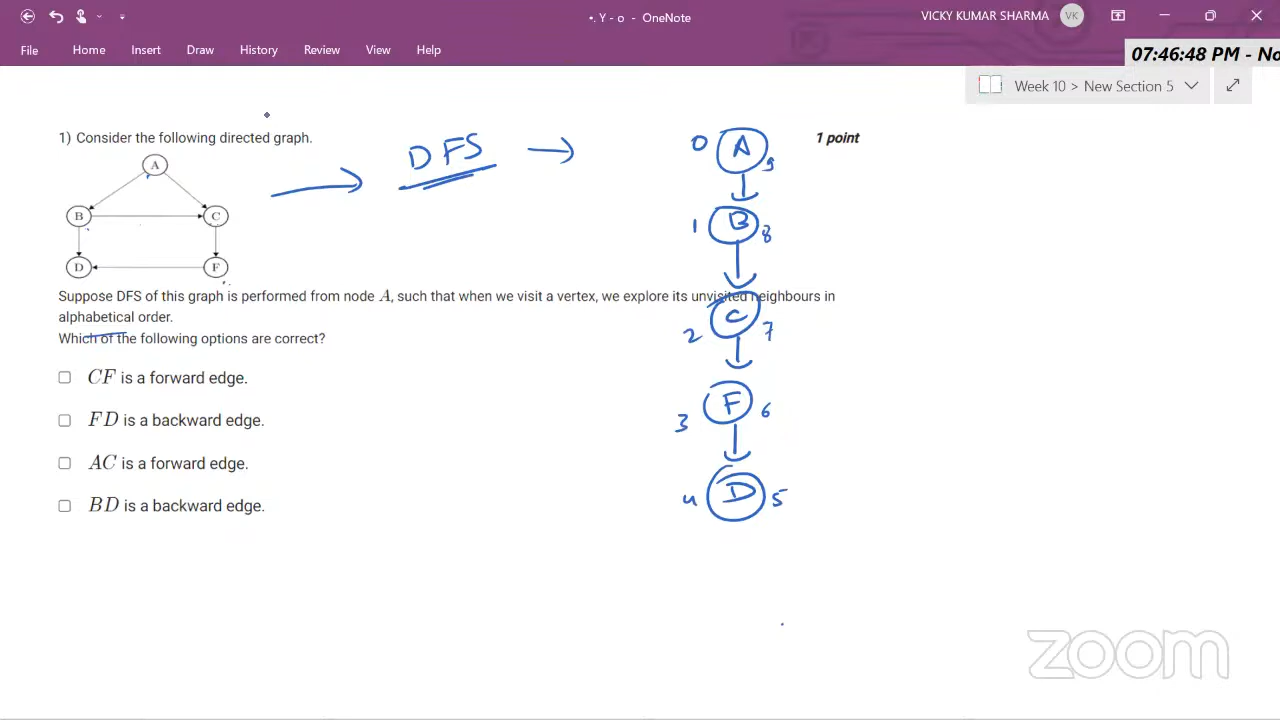 •. Y - o - OneNote
VICKY KUMAR SHARMA
VK
File
Home
Insert
Draw
History
Review
View
Help
07:46:48 PM - No
Week 10 > New Section 5
1) Consider the following directed graph.
1 point
A
B
C
D
F
DFS
0 A 9
1 B 8
2 C 7
3 F 6
4 D 5
Suppose DFS of this graph is performed from node A, such that when we visit a vertex, we explore its unvisited neighbours in
alphabetical order.
Which of the following options are correct?
CF is a forward edge.
FD is a backward edge.
AC is a forward edge.
BD is a backward edge.
zoom